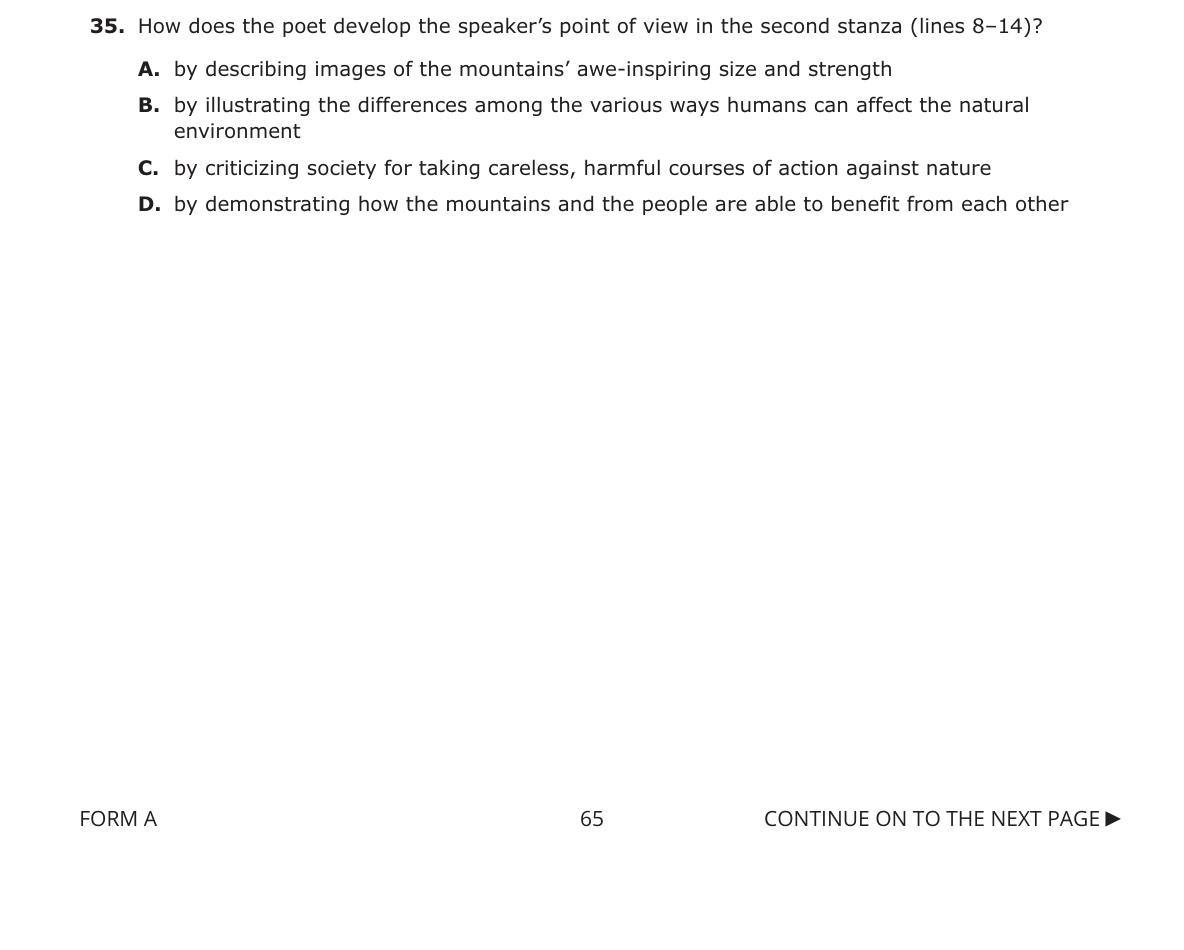 35. How does the poet develop the speaker’s point of view in the second stanza (lines 8–14)?
A. by describing images of the mountains’ awe-inspiring size and strength
B. by illustrating the differences among the various ways humans can affect the natural
environment
C. by criticizing society for taking careless, harmful courses of action against nature
D. by demonstrating how the mountains and the people are able to benefit from each other
FORM A 65 CONTINUE ON TO THE NEXT PAGE ▶